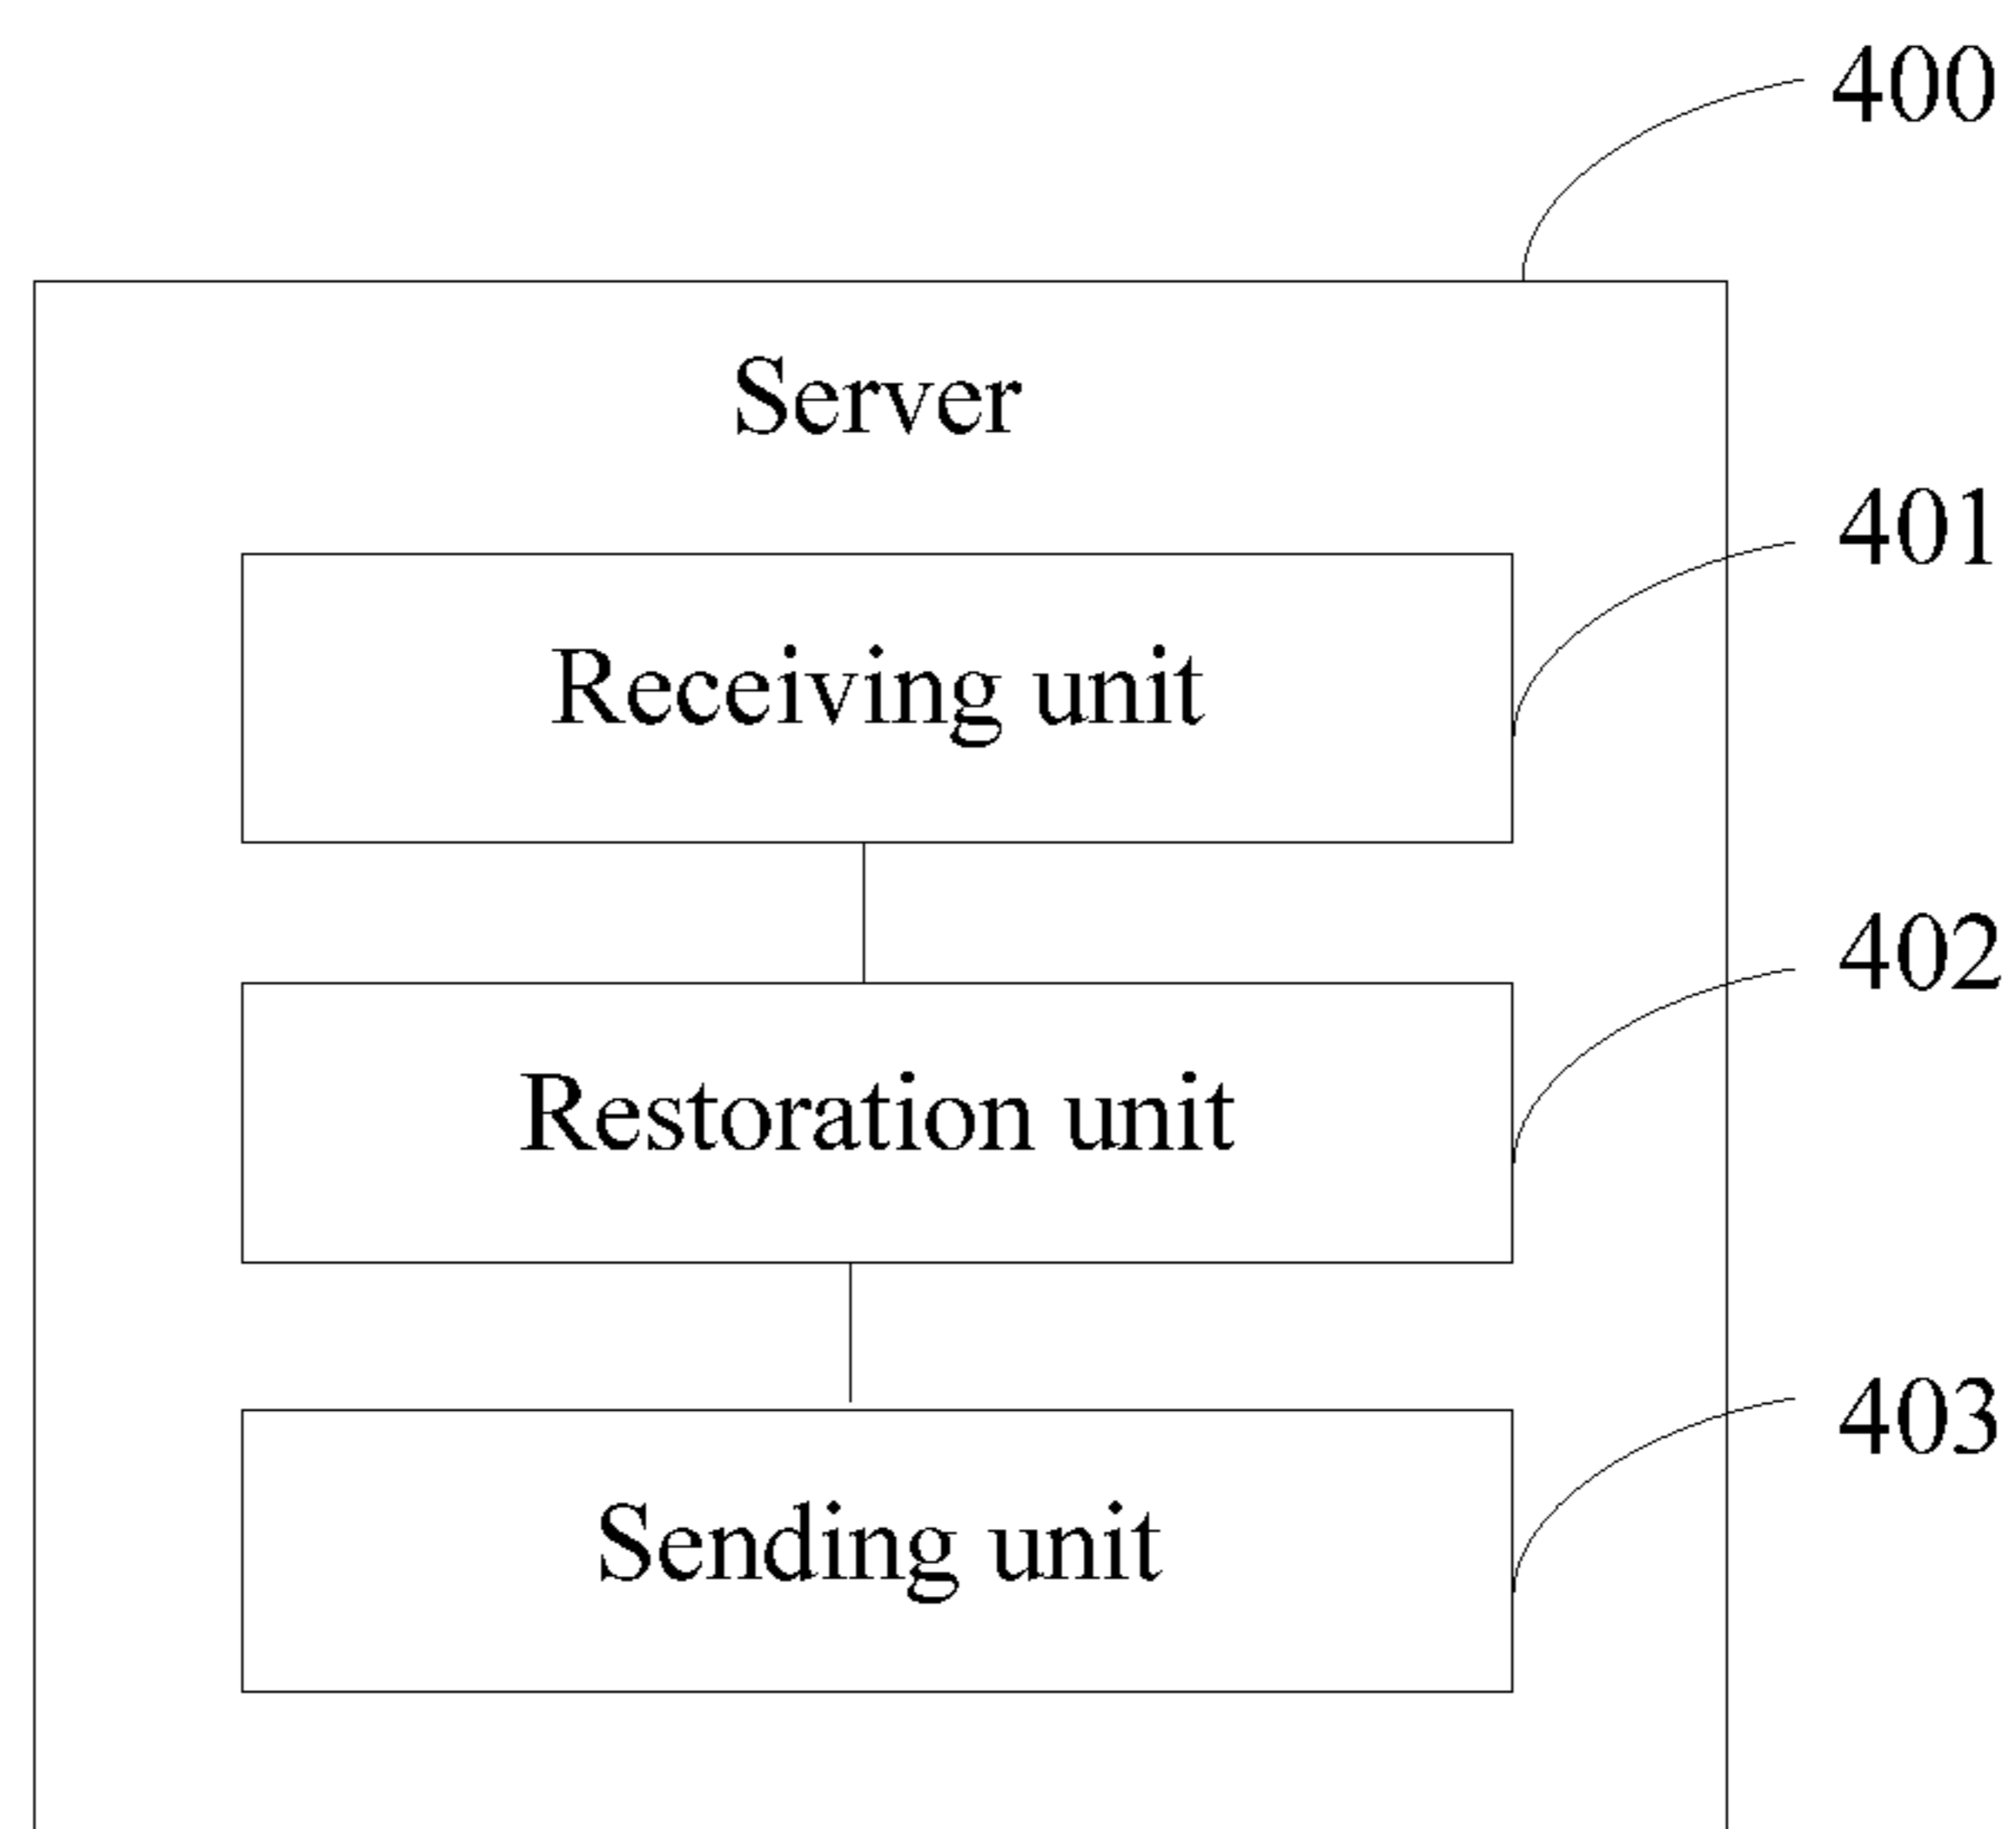 400
Server
401
Receiving unit
402
Restoration unit
403
Sending unit